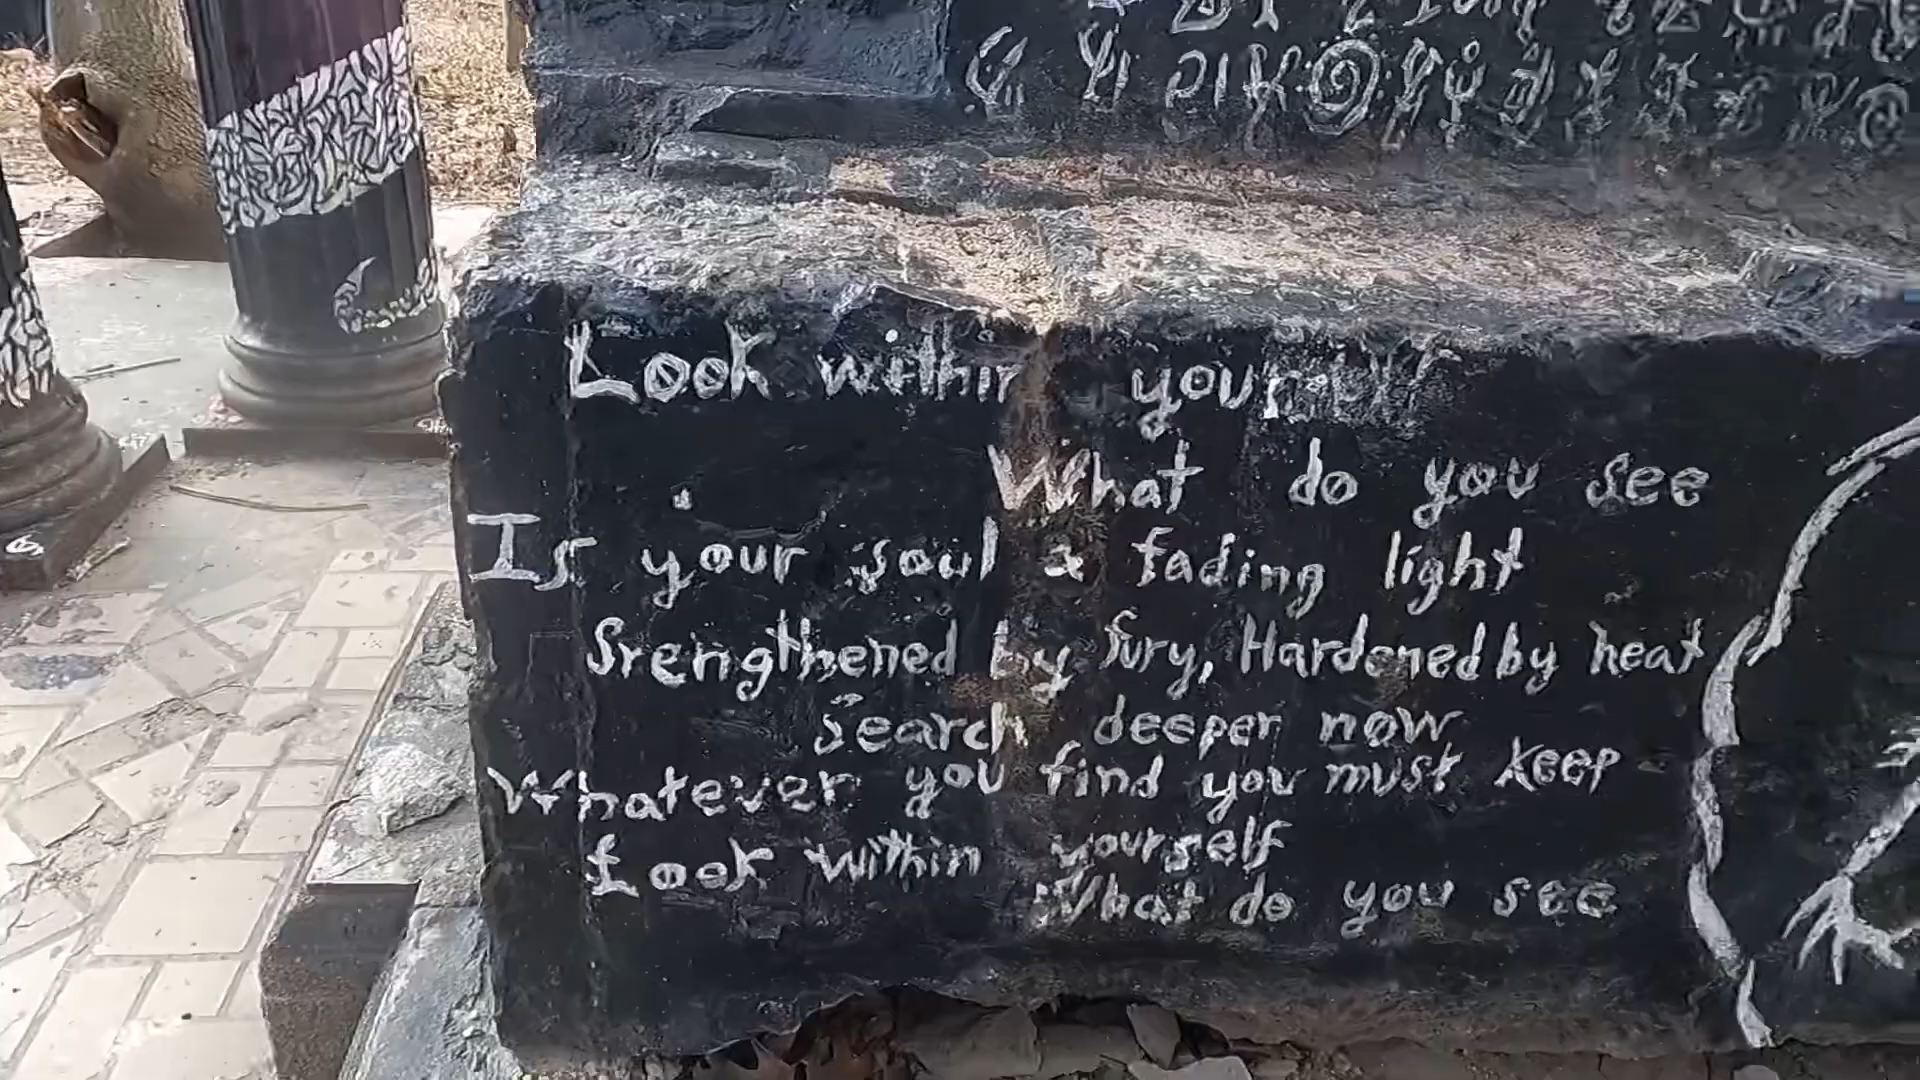 Look within your
What do you see
Is your soul a fading light
Srengthened by fury, Hardened by heat
Search deeper now
Whatever you find you must keep
Look within yourself
What do you see